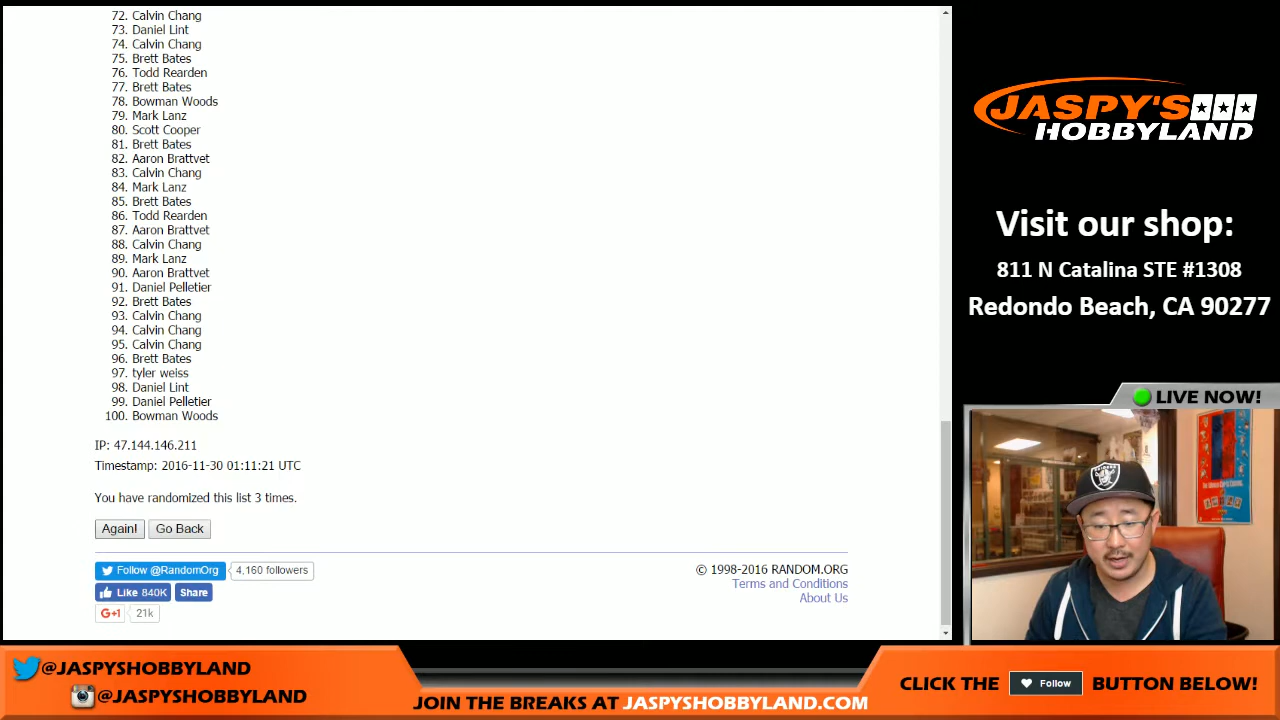 72. Calvin Chang
73. Daniel Lint
74. Calvin Chang
75. Brett Bates
76. Todd Rearden
77. Brett Bates
78. Bowman Woods
79. Mark Lanz
80. Scott Cooper
81. Brett Bates
82. Aaron Brattvet
83. Calvin Chang
84. Mark Lanz
85. Brett Bates
86. Todd Rearden
87. Aaron Brattvet
88. Calvin Chang
89. Mark Lanz
90. Aaron Brattvet
91. Daniel Pelletier
92. Brett Bates
93. Calvin Chang
94. Calvin Chang
95. Calvin Chang
96. Brett Bates
97. tyler weiss
98. Daniel Lint
99. Daniel Pelletier
100. Bowman Woods
IP: 47.144.146.211
Timestamp: 2016-11-30 01:11:21 UTC
You have randomized this list 3 times.
Again! Go Back
Follow @RandomOrg 4,160 followers
Like 840K Share
G+1 21k
© 1998-2016 RANDOM.ORG
Terms and Conditions
About Us
JASPY'S
HOBBYLAND
Visit our shop:
811 N Catalina STE #1308
Redondo Beach, CA 90277
LIVE NOW!
RAIDERS
@JASPYSHOBBYLAND
@JASPYSHOBBYLAND
JOIN THE BREAKS AT JASPYSHOBBYLAND.COM
CLICK THE Follow BUTTON BELOW!